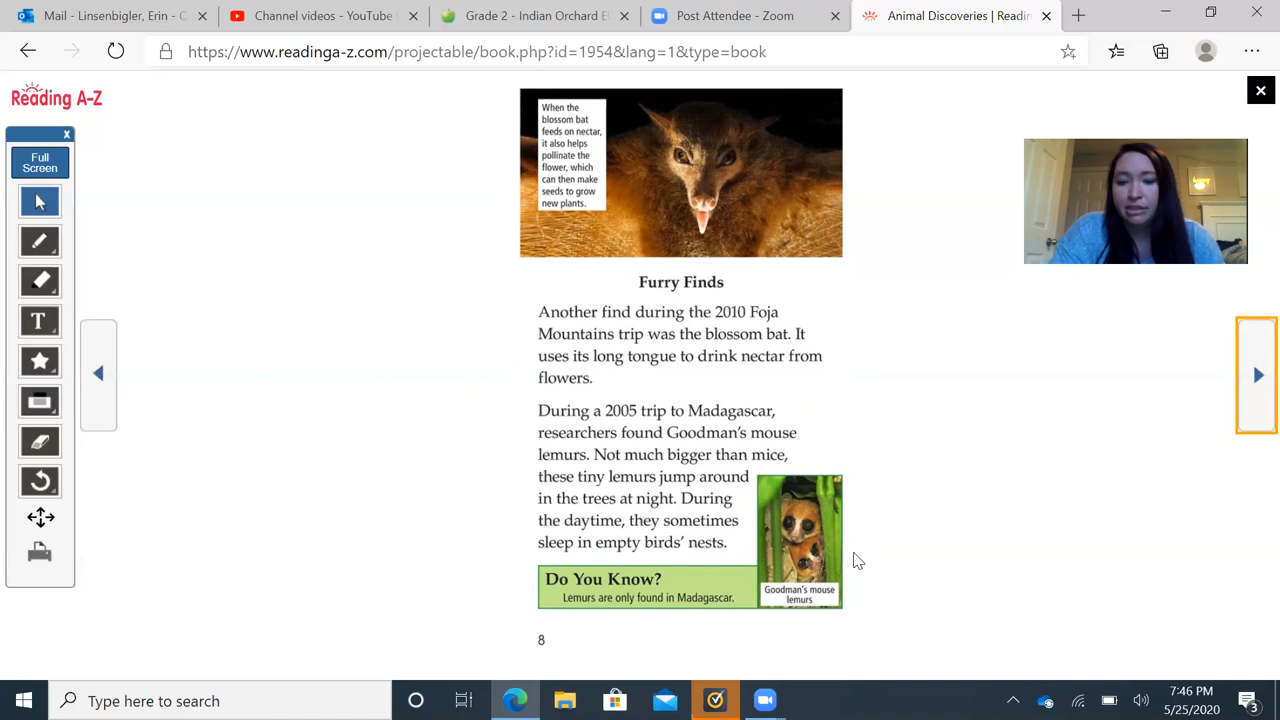 Mail - Linsenbigler, Erin - O
Channel videos - YouTube
Grade 2 - Indian Orchard El
Post Attendee - Zoom
Animal Discoveries | Readin
https://www.readinga-z.com/projectable/book.php?id=1954&lang=1&type=book
Reading A-Z
x
Full
Screen
T
When the
blossom bat
feeds on nectar,
it also helps
pollinate the
flower, which
can then make
seeds to grow
new plants.
Furry Finds
Another find during the 2010 Foja
Mountains trip was the blossom bat. It
uses its long tongue to drink nectar from
flowers.
During a 2005 trip to Madagascar,
researchers found Goodman's mouse
lemurs. Not much bigger than mice,
these tiny lemurs jump around
in the trees at night. During
the daytime, they sometimes
sleep in empty birds' nests.
Do You Know?
Lemurs are only found in Madagascar.
Goodman's mouse
lemurs
8
Type here to search
7:46 PM
5/25/2020
3